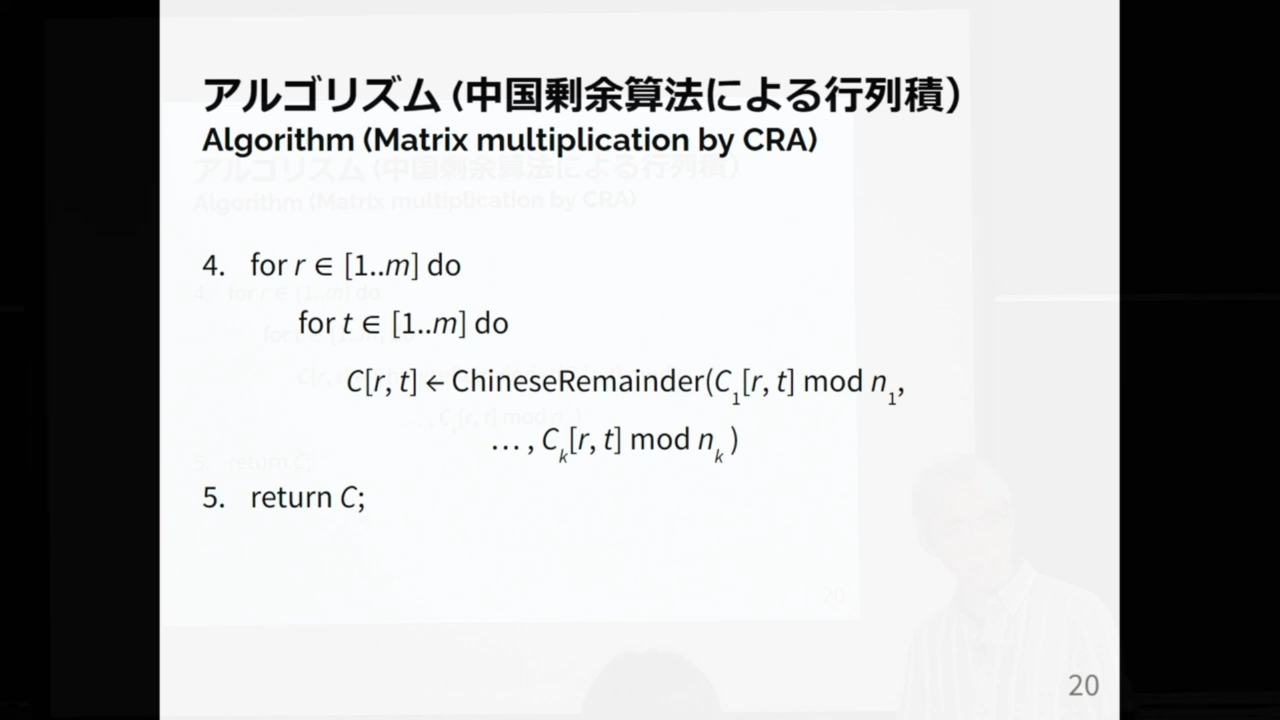 アルゴリズム (中国剰余算法による行列積)
Algorithm (Matrix multiplication by CRA)
4. for r ∈ [1..m] do
for t ∈ [1..m] do
C[r, t] ← ChineseRemainder(C₁[r, t] mod n₁,
… , Cₖ[r, t] mod nₖ )
5. return C;
20